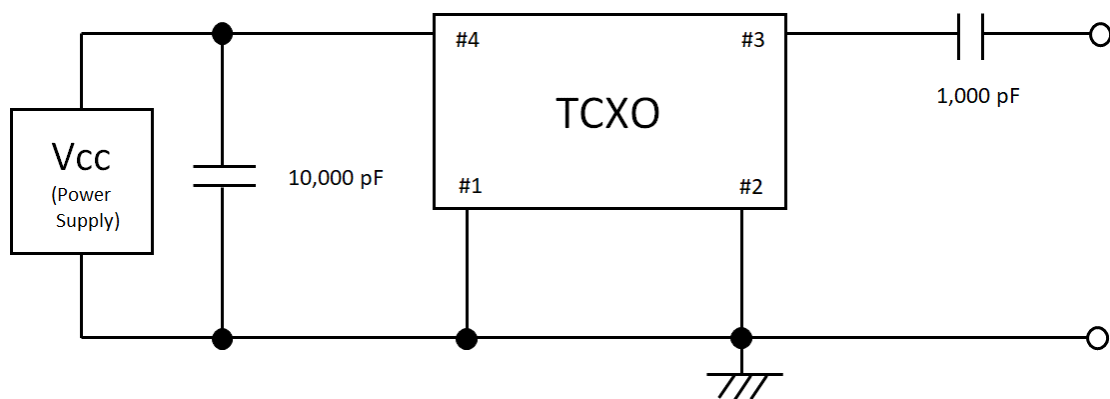 #4
#3
TCXO
1,000 pF
Vcc
(Power
Supply)
10,000 pF
#1
#2